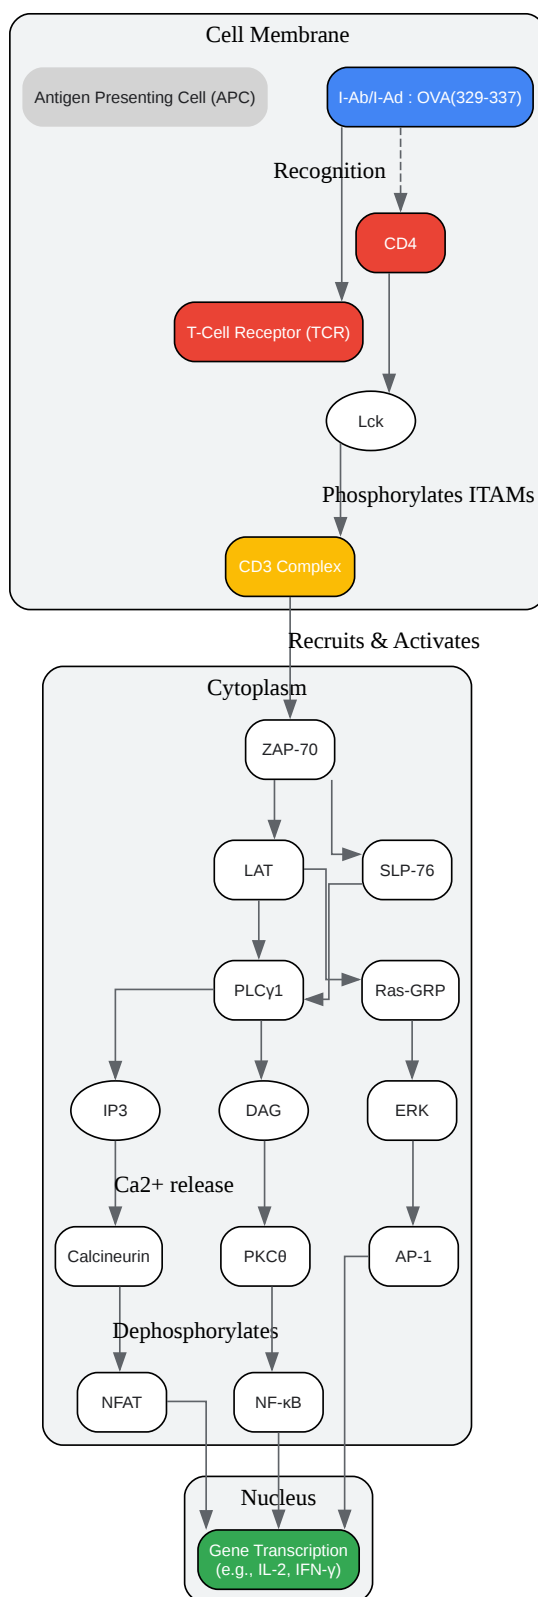 Cell Membrane
Antigen Presenting Cell (APC)
I-Ab/I-Ad : OVA(329-337)
Recognition
CD4
T-Cell Receptor (TCR)
Lck
Phosphorylates ITAMs
CD3 Complex
Recruits & Activates
Cytoplasm
ZAP-70
LAT
SLP-76
PLCγ1
Ras-GRP
IP3
DAG
ERK
Ca2+ release
Calcineurin
PKCθ
AP-1
Dephosphorylates
NFAT
NF-κB
Nucleus
Gene Transcription
(e.g., IL-2, IFN-γ)